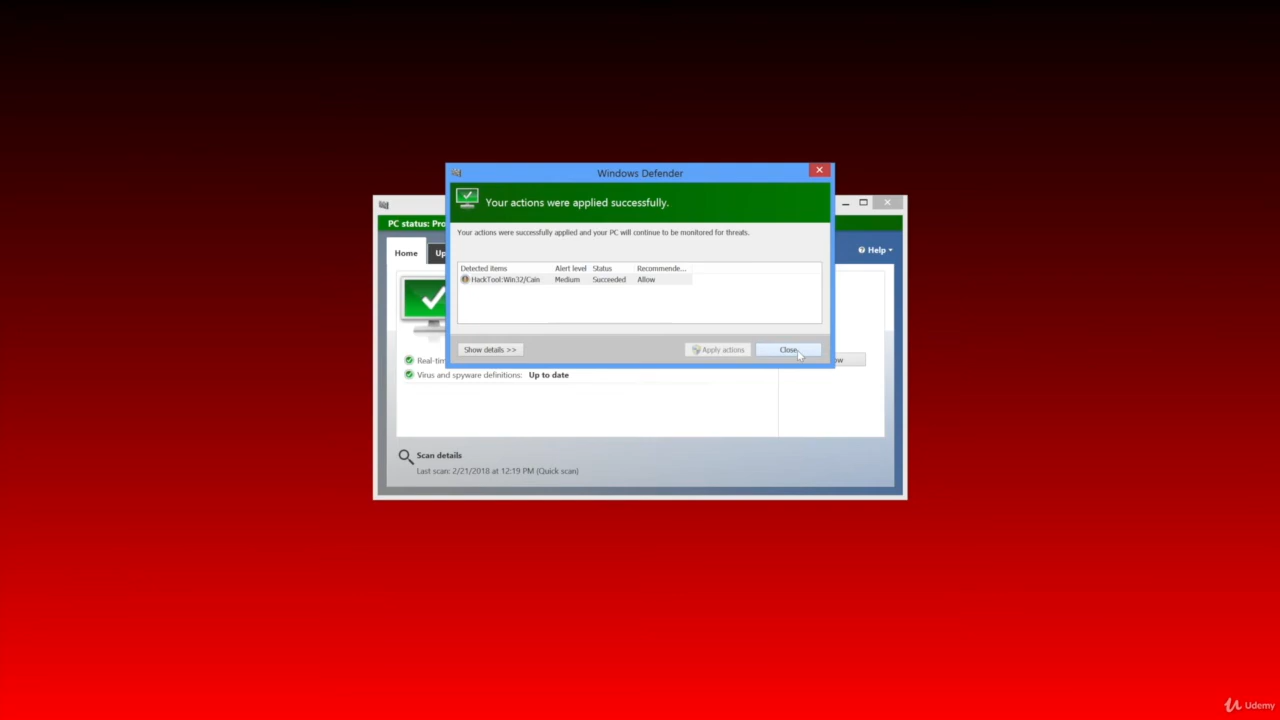 Windows Defender
Your actions were applied successfully.
Your actions were successfully applied and your PC will continue to be monitored for threats.
Detected items Alert level Status Recommende...
HackTool:Win32/Cain Medium Succeeded Allow
Show details >> Apply actions Close
PC status: Pro
Home Up Help
Real-tim
ow
Virus and spyware definitions: Up to date
Scan details
Last scan: 2/21/2018 at 12:19 PM (Quick scan)
Udemy